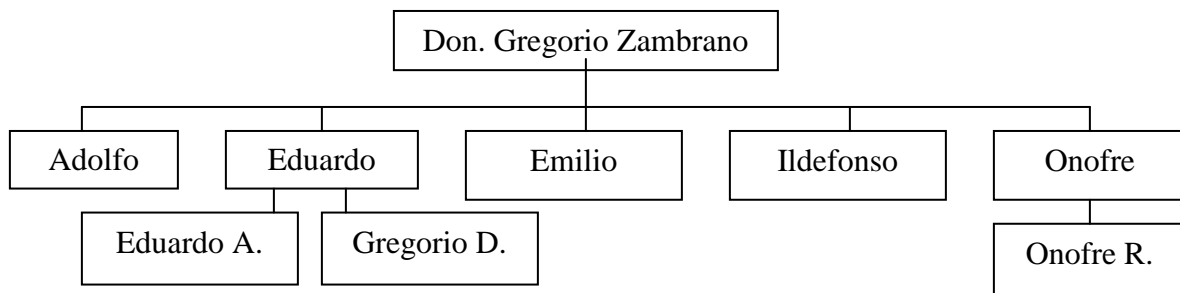 Don. Gregorio Zambrano
Adolfo
Eduardo
Emilio
Ildefonso
Onofre
Eduardo A.
Gregorio D.
Onofre R.